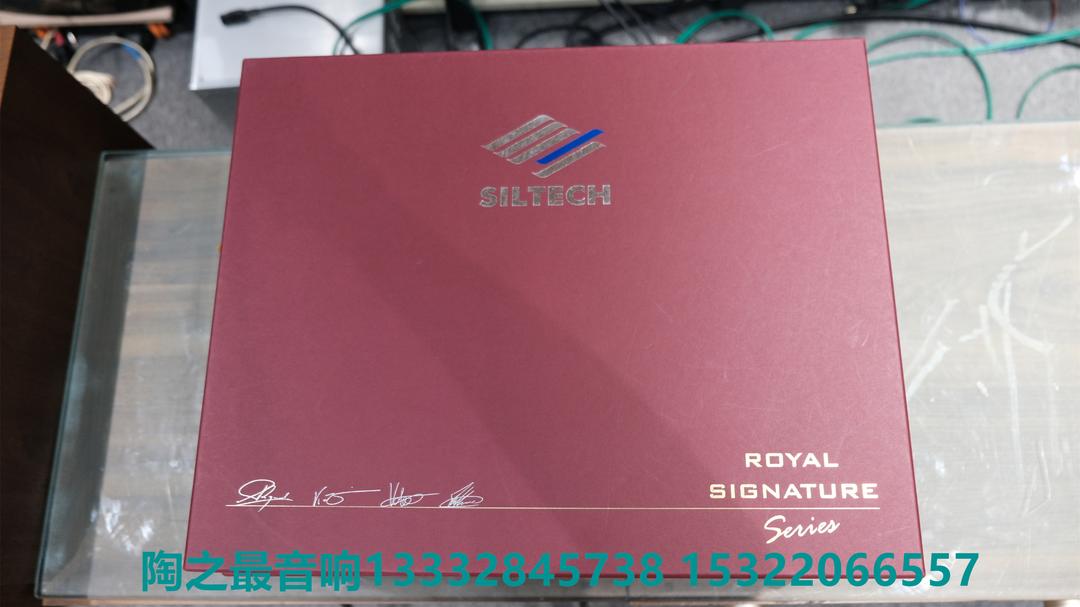 SILTECH
ROYAL
SIGNATURE
Series
陶之最音响13332845738 15322066557